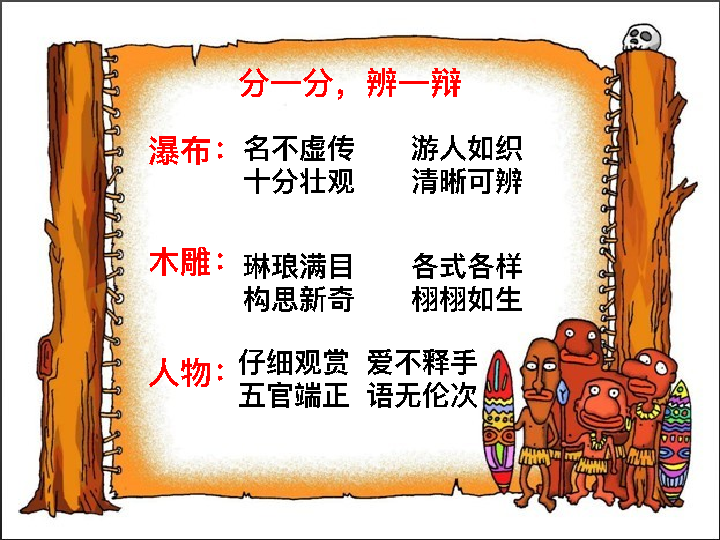 分一分，辨一辩
瀑布：名不虚传 游人如织
十分壮观 清晰可辨
木雕：琳琅满目 各式各样
构思新奇 栩栩如生
人物：仔细观赏 爱不释手
五官端正 语无伦次